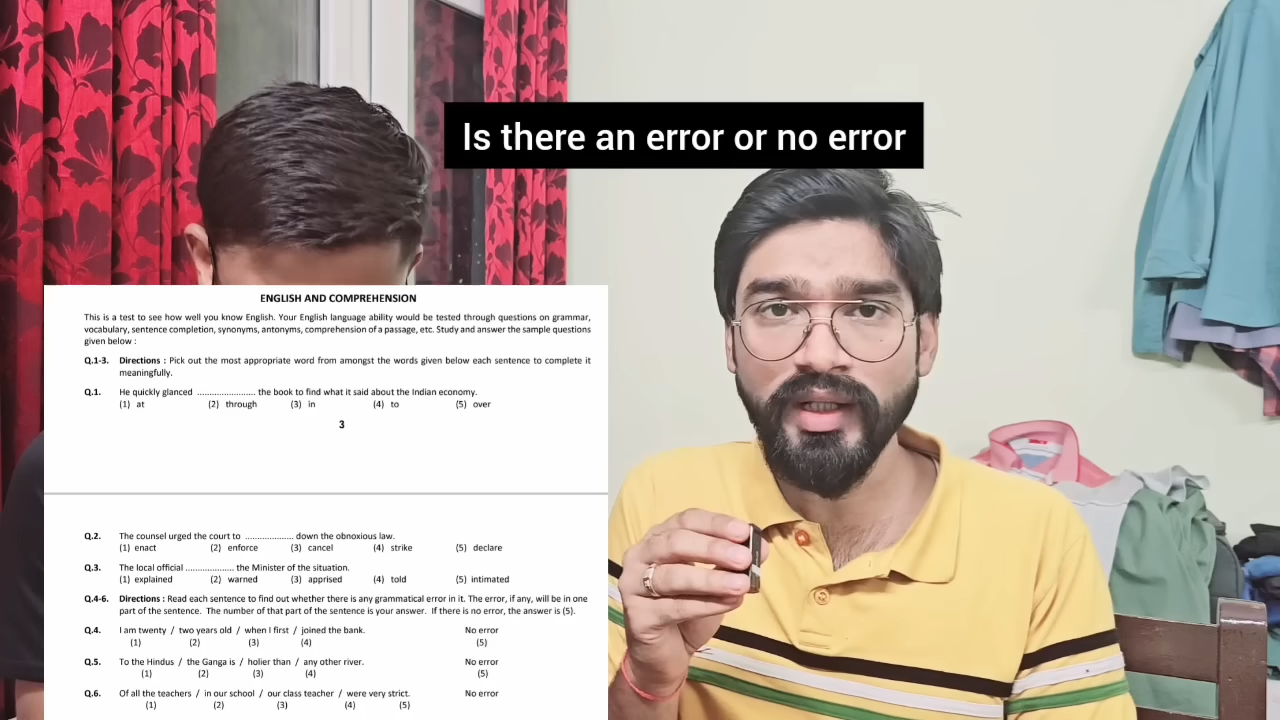 Is there an error or no error
ENGLISH AND COMPREHENSION
This is a test to see how well you know English. Your English language ability would be tested through questions on grammar,
vocabulary, sentence completion, synonyms, antonyms, comprehension of a passage, etc. Study and answer the sample questions
given below :
Q.1-3. Directions : Pick out the most appropriate word from amongst the words given below each sentence to complete it
meaningfully.
Q.1. He quickly glanced ........................ the book to find what it said about the Indian economy.
(1) at (2) through (3) in (4) to (5) over
3
Q.2. The counsel urged the court to .................... down the obnoxious law.
(1) enact (2) enforce (3) cancel (4) strike (5) declare
Q.3. The local official .................... the Minister of the situation.
(1) explained (2) warned (3) apprised (4) told (5) intimated
Q.4-6. Directions : Read each sentence to find out whether there is any grammatical error in it. The error, if any, will be in one
part of the sentence. The number of that part of the sentence is your answer. If there is no error, the answer is (5).
Q.4. I am twenty / two years old / when I first / joined the bank. No error
(1) (2) (3) (4) (5)
Q.5. To the Hindus / the Ganga is / holier than / any other river. No error
(1) (2) (3) (4) (5)
Q.6. Of all the teachers / in our school / our class teacher / were very strict. No error
(1) (2) (3) (4) (5)